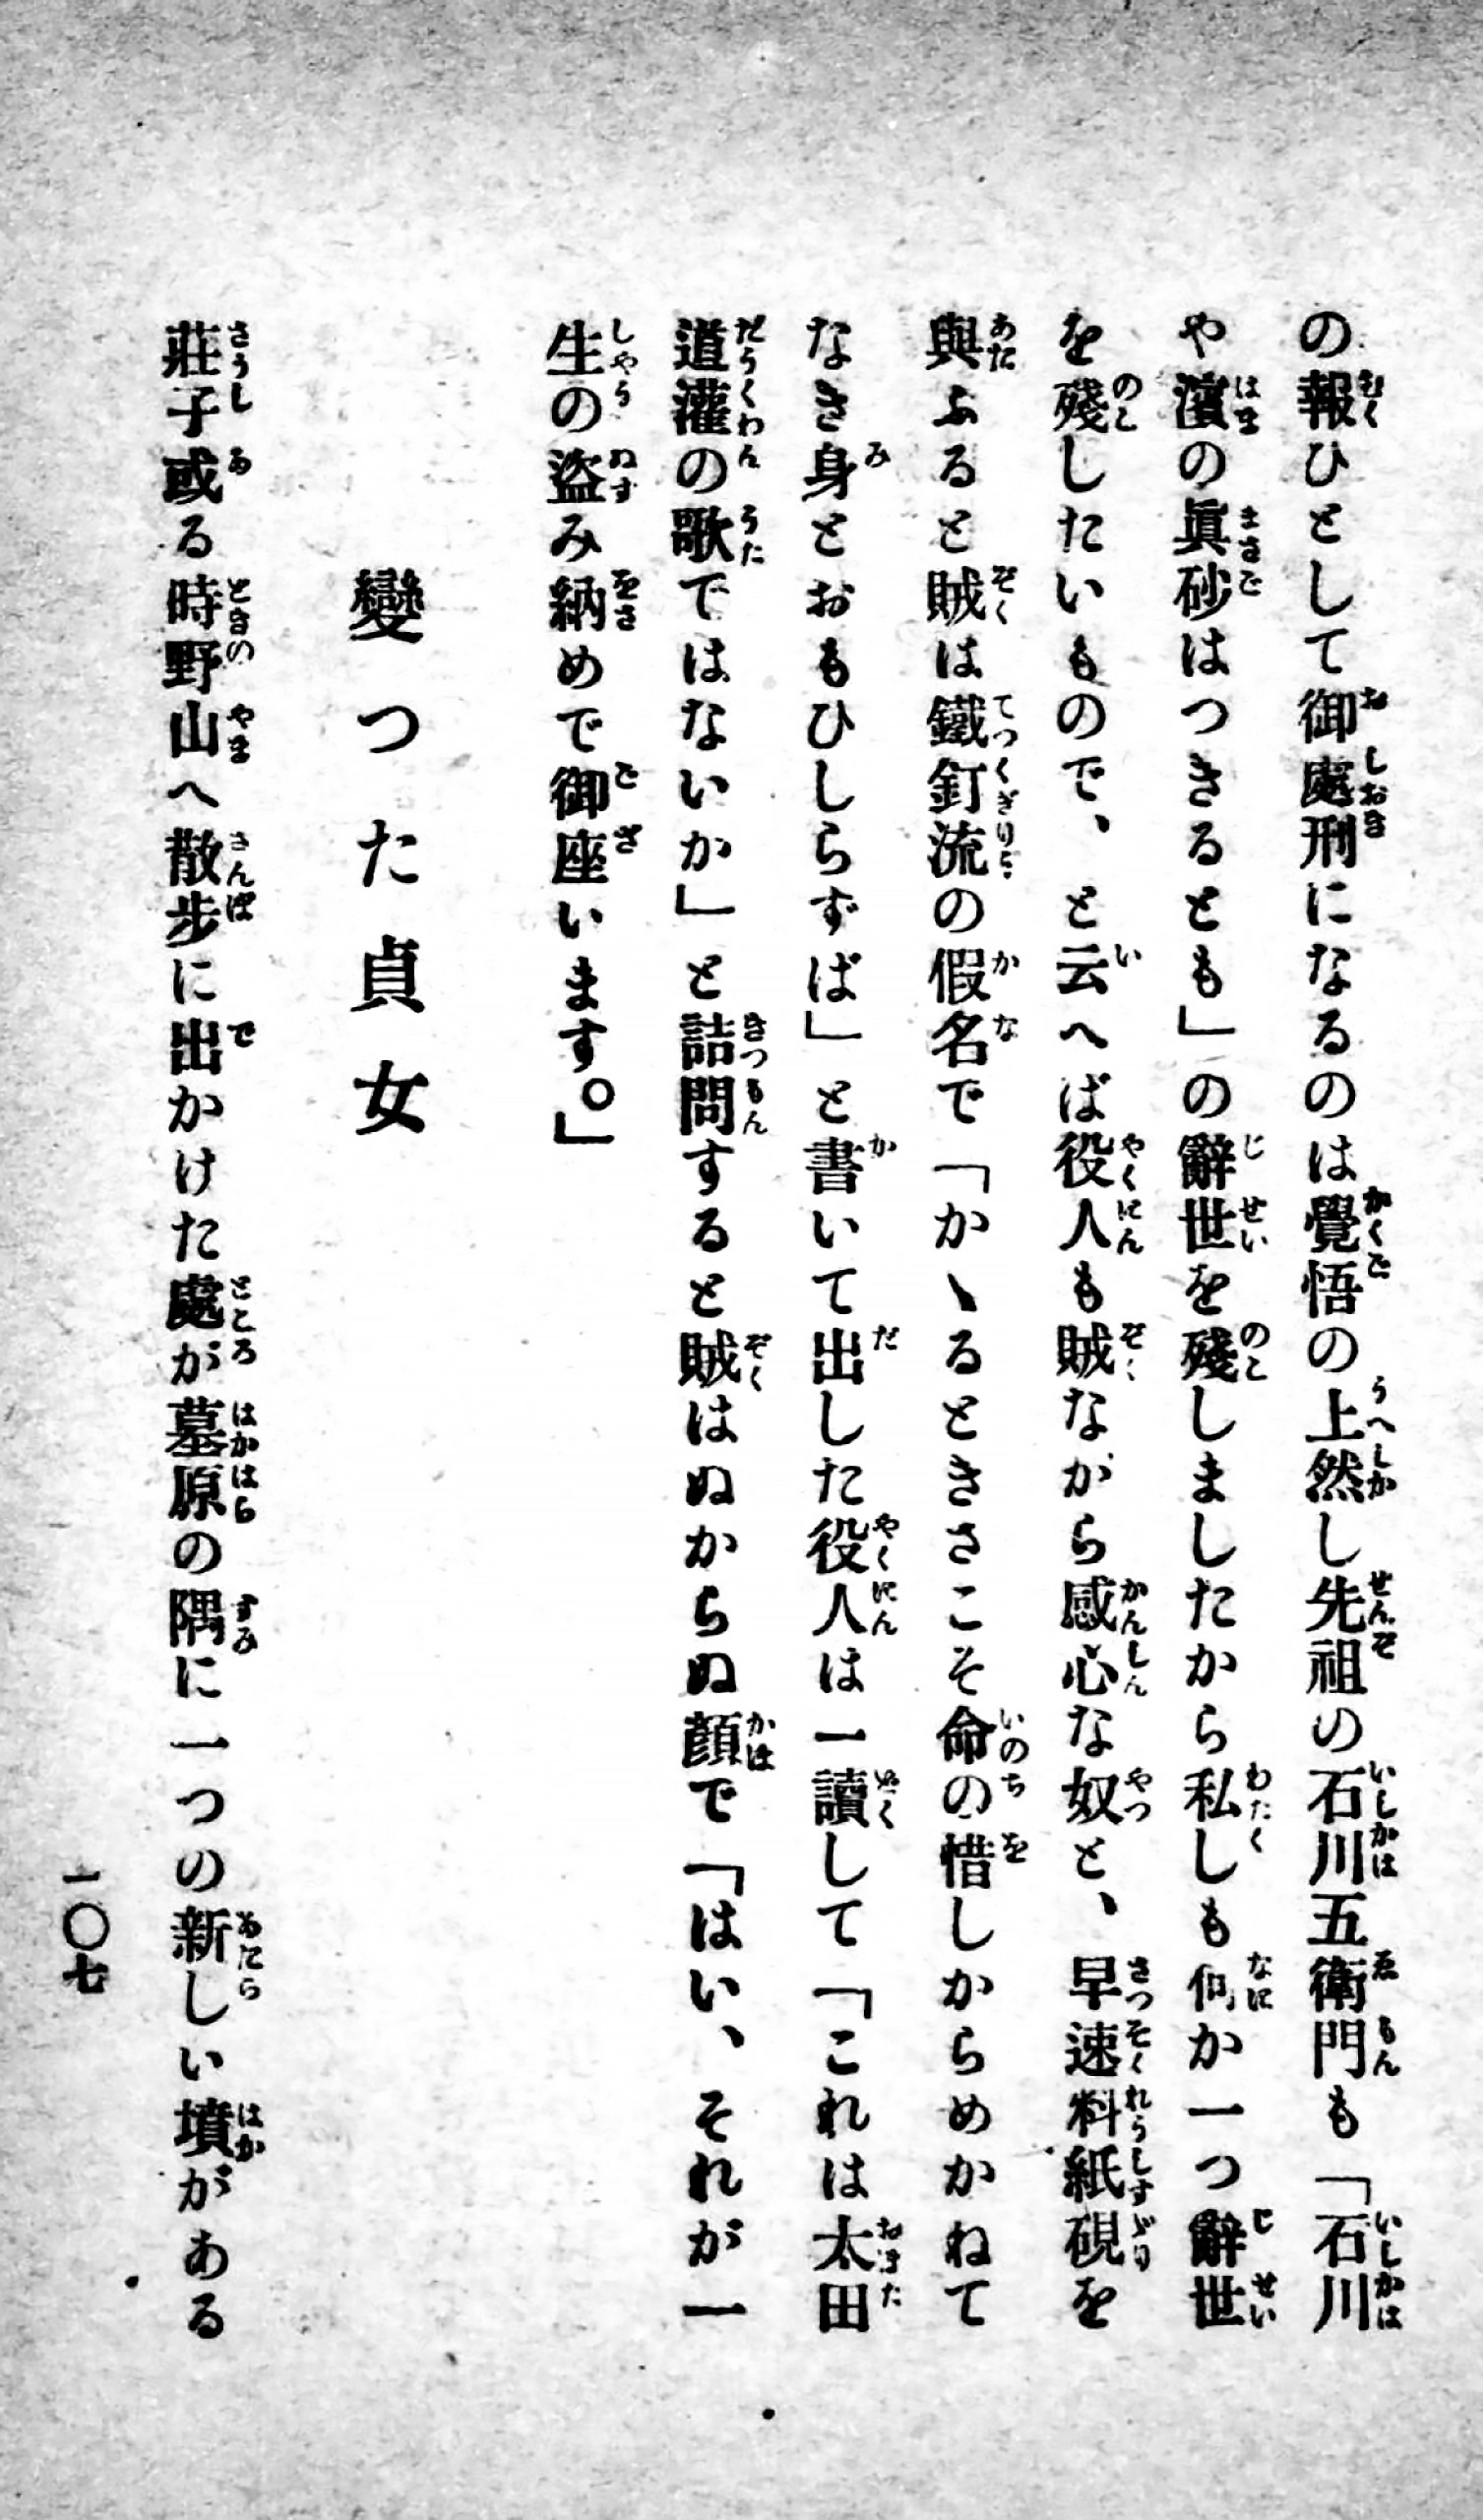 の報ひとして御處刑になるのは覺悟の上然し先祖の石川五衛門も「石川
や濱の眞砂はつきるとも」の辭世を殘しましたから私しも何か一つ辭世
を殘したいもので、と云へば役人も賊ながら感心な奴と、早速料紙硯を
與ふると賊は鐵釘流の假名で「かゝるときさこそ命の惜しからめかねて
なき身とおもひしらずば」と書いて出した役人は一讀して「これは太田
道灌の歌ではないか」と詰問すると賊はぬからぬ顏で「はい、それが一
生の盜み納めで御座います。」
變つた貞女
莊子或る時野山へ散步に出かけた處が墓原の隅に一つの新しい墳がある
一〇七